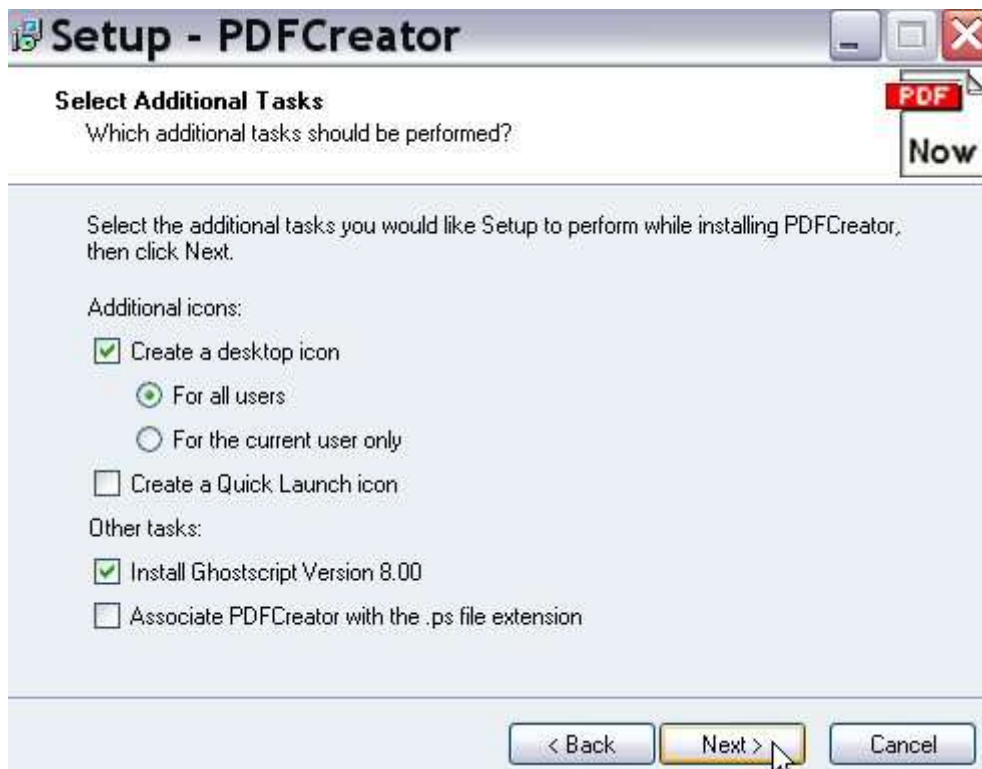 Setup - PDFCreator
Select Additional Tasks
Which additional tasks should be performed?
PDF
Now
Select the additional tasks you would like Setup to perform while installing PDFCreator,
then click Next.
Additional icons:
Create a desktop icon
For all users
For the current user only
Create a Quick Launch icon
Other tasks:
Install Ghostscript Version 8.00
Associate PDFCreator with the .ps file extension
< Back Next > Cancel